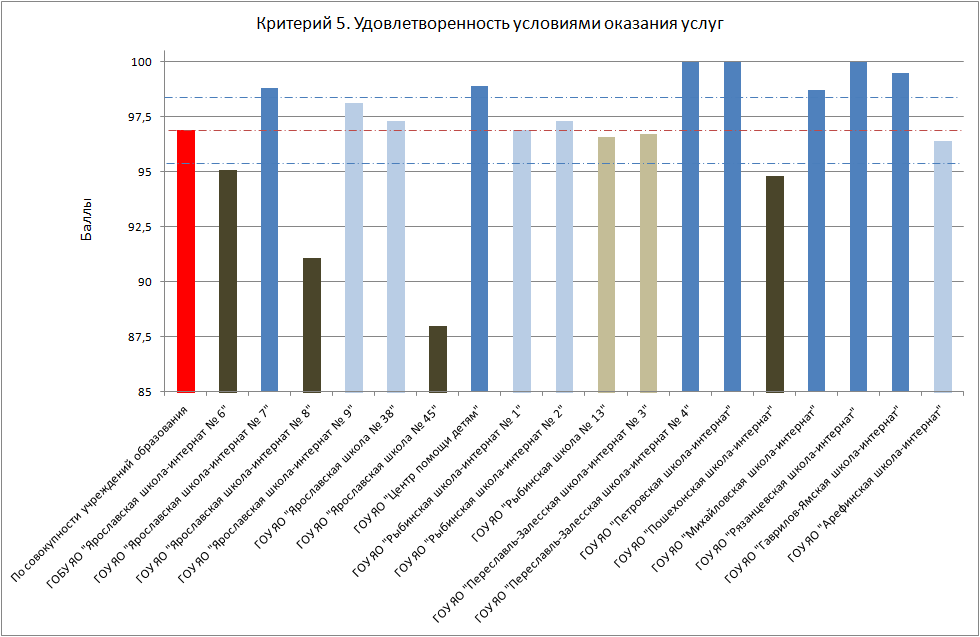 Критерий 5. Удовлетворенность условиями оказания услуг
Баллы
100
97,5
95
92,5
90
87,5
85
По совокупности учреждений образования
ГОБУ ЯО "Ярославская школа-интернат № 6"
ГОУ ЯО "Ярославская школа-интернат № 7"
ГОУ ЯО "Ярославская школа-интернат № 8"
ГОУ ЯО "Ярославская школа-интернат № 9"
ГОУ ЯО "Ярославская школа № 38"
ГОУ ЯО "Ярославская школа № 45"
ГОУ ЯО "Центр помощи детям"
ГОУ ЯО "Рыбинская школа-интернат № 1"
ГОУ ЯО "Рыбинская школа-интернат № 2"
ГОУ ЯО "Рыбинская школа № 13"
ГОУ ЯО "Переславль-Залесская школа-интернат № 3"
ГОУ ЯО "Переславль-Залесская школа-интернат № 4"
ГОУ ЯО "Петровская школа-интернат"
ГОУ ЯО "Пошехонская школа-интернат"
ГОУ ЯО "Михайловская школа-интернат"
ГОУ ЯО "Рязанцевская школа-интернат"
ГОУ ЯО "Гаврилов-Ямская школа-интернат"
ГОУ ЯО "Арефинская школа-интернат"